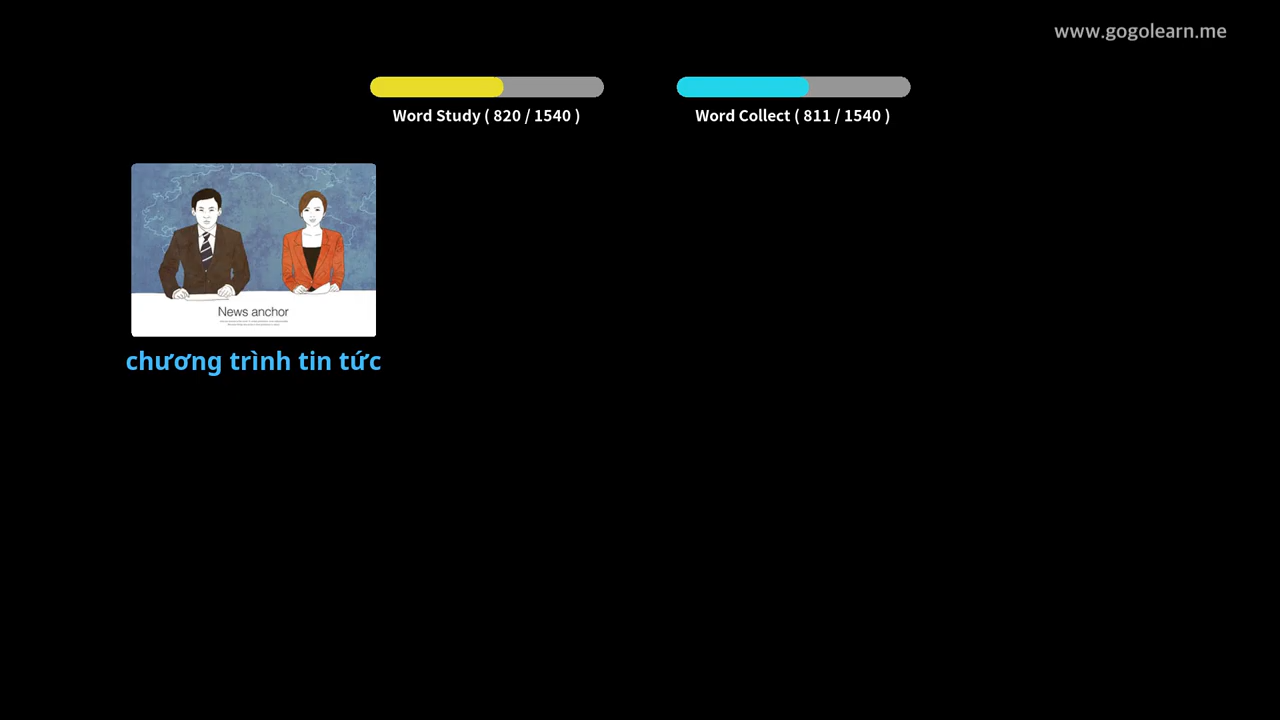 www.gogolearn.me
Word Study ( 820 / 1540 )
Word Collect ( 811 / 1540 )
News anchor
chương trình tin tức